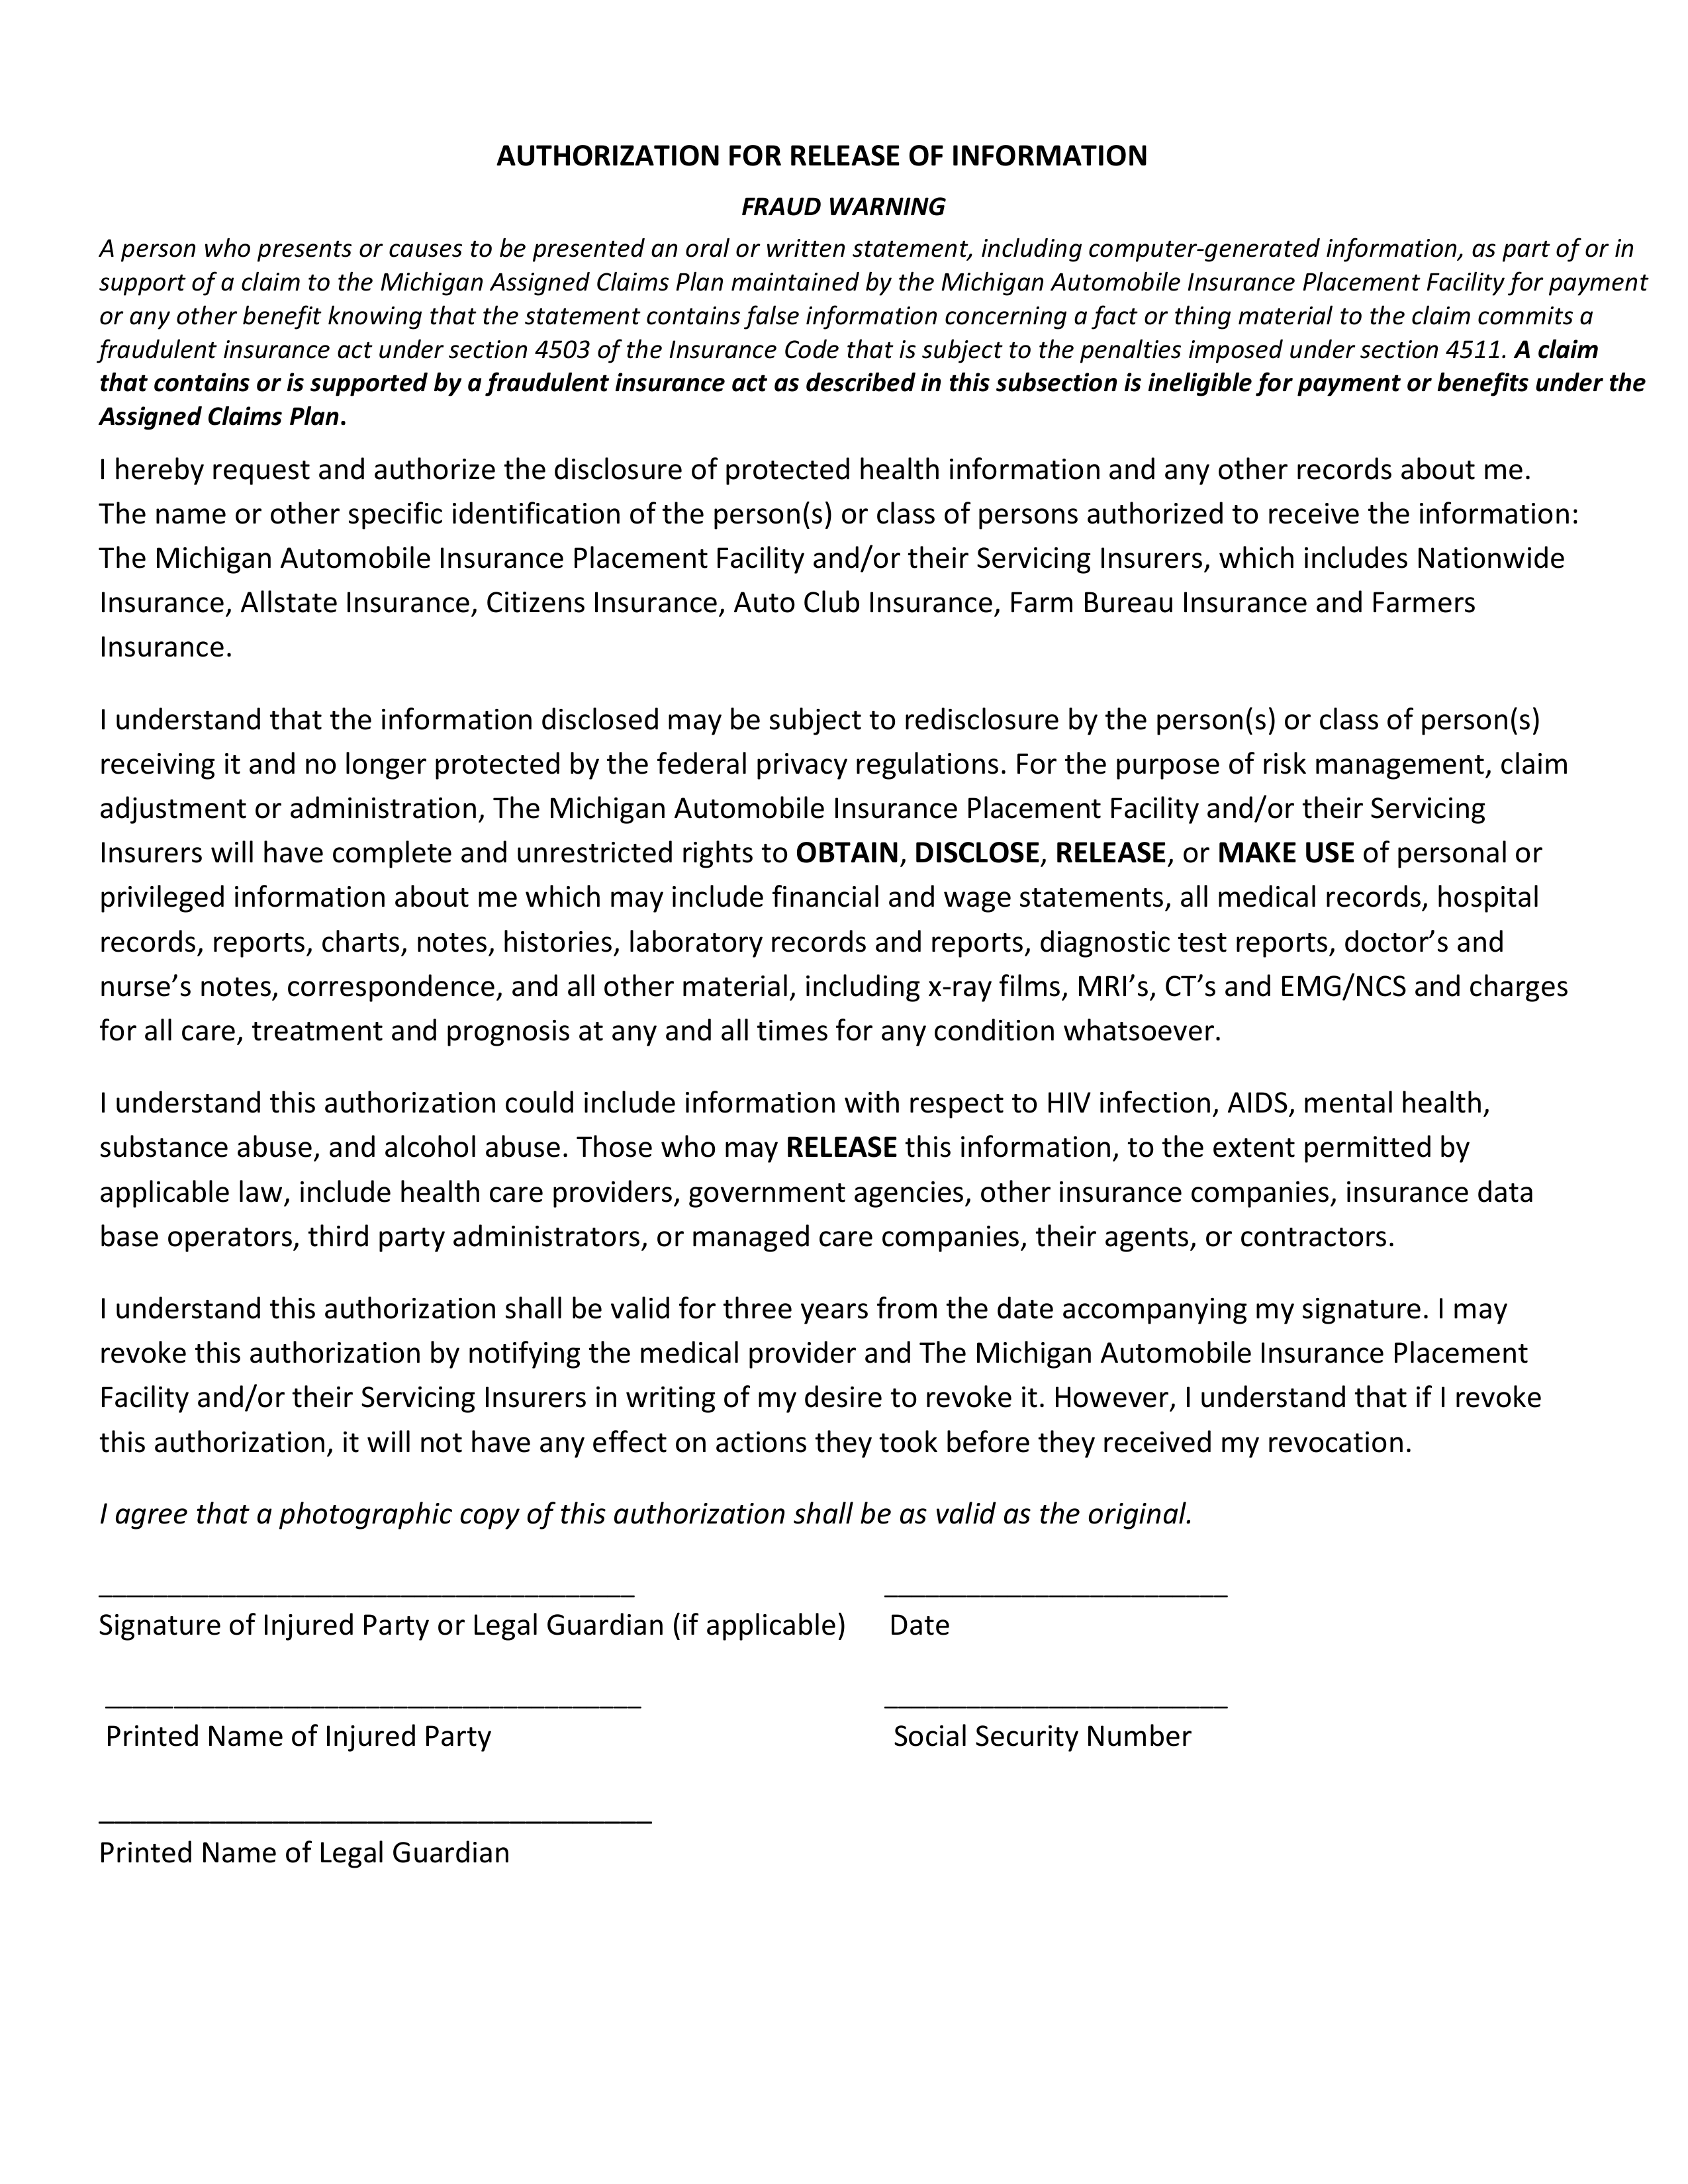 AUTHORIZATION FOR RELEASE OF INFORMATION
FRAUD WARNING
A person who presents or causes to be presented an oral or written statement, including computer-generated information, as part of or in
support of a claim to the Michigan Assigned Claims Plan maintained by the Michigan Automobile Insurance Placement Facility for payment
or any other benefit knowing that the statement contains false information concerning a fact or thing material to the claim commits a
fraudulent insurance act under section 4503 of the Insurance Code that is subject to the penalties imposed under section 4511. A claim
that contains or is supported by a fraudulent insurance act as described in this subsection is ineligible for payment or benefits under the
Assigned Claims Plan.
I hereby request and authorize the disclosure of protected health information and any other records about me.
The name or other specific identification of the person(s) or class of persons authorized to receive the information:
The Michigan Automobile Insurance Placement Facility and/or their Servicing Insurers, which includes Nationwide
Insurance, Allstate Insurance, Citizens Insurance, Auto Club Insurance, Farm Bureau Insurance and Farmers
Insurance.
I understand that the information disclosed may be subject to redisclosure by the person(s) or class of person(s)
receiving it and no longer protected by the federal privacy regulations. For the purpose of risk management, claim
adjustment or administration, The Michigan Automobile Insurance Placement Facility and/or their Servicing
Insurers will have complete and unrestricted rights to OBTAIN, DISCLOSE, RELEASE, or MAKE USE of personal or
privileged information about me which may include financial and wage statements, all medical records, hospital
records, reports, charts, notes, histories, laboratory records and reports, diagnostic test reports, doctor’s and
nurse’s notes, correspondence, and all other material, including x-ray films, MRI’s, CT’s and EMG/NCS and charges
for all care, treatment and prognosis at any and all times for any condition whatsoever.
I understand this authorization could include information with respect to HIV infection, AIDS, mental health,
substance abuse, and alcohol abuse. Those who may RELEASE this information, to the extent permitted by
applicable law, include health care providers, government agencies, other insurance companies, insurance data
base operators, third party administrators, or managed care companies, their agents, or contractors.
I understand this authorization shall be valid for three years from the date accompanying my signature. I may
revoke this authorization by notifying the medical provider and The Michigan Automobile Insurance Placement
Facility and/or their Servicing Insurers in writing of my desire to revoke it. However, I understand that if I revoke
this authorization, it will not have any effect on actions they took before they received my revocation.
I agree that a photographic copy of this authorization shall be as valid as the original.
Signature of Injured Party or Legal Guardian (if applicable) Date
Printed Name of Injured Party Social Security Number
Printed Name of Legal Guardian